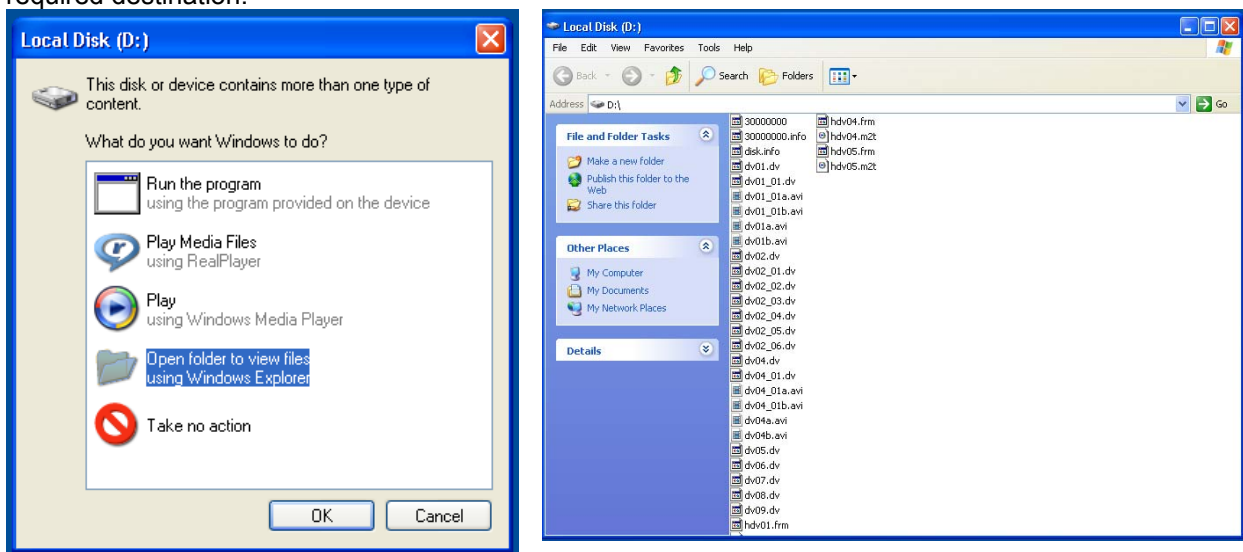 required destination.
Local Disk (D:)
This disk or device contains more than one type of
content.
What do you want Windows to do?
Run the program
using the program provided on the device
Play Media Files
using RealPlayer
Play
using Windows Media Player
Open folder to view files
using Windows Explorer
Take no action
OK Cancel
Local Disk (D:)
File Edit View Favorites Tools Help
Back Search Folders
Address D:\ Go
File and Folder Tasks
Make a new folder
Publish this folder to the
Web
Share this folder
Other Places
My Computer
My Documents
My Network Places
Details
30000000
30000000.info
disk.info
dv01.dv
dv01_01.dv
dv01_01a.avi
dv01_01b.avi
dv01a.avi
dv01b.avi
dv02.dv
dv02_01.dv
dv02_02.dv
dv02_03.dv
dv02_04.dv
dv02_05.dv
dv02_06.dv
dv04.dv
dv04_01.dv
dv04_01a.avi
dv04_01b.avi
dv04a.avi
dv04b.avi
dv05.dv
dv06.dv
dv07.dv
dv08.dv
dv09.dv
hdv01.frm
hdv04.frm
hdv04.m2t
hdv05.frm
hdv05.m2t